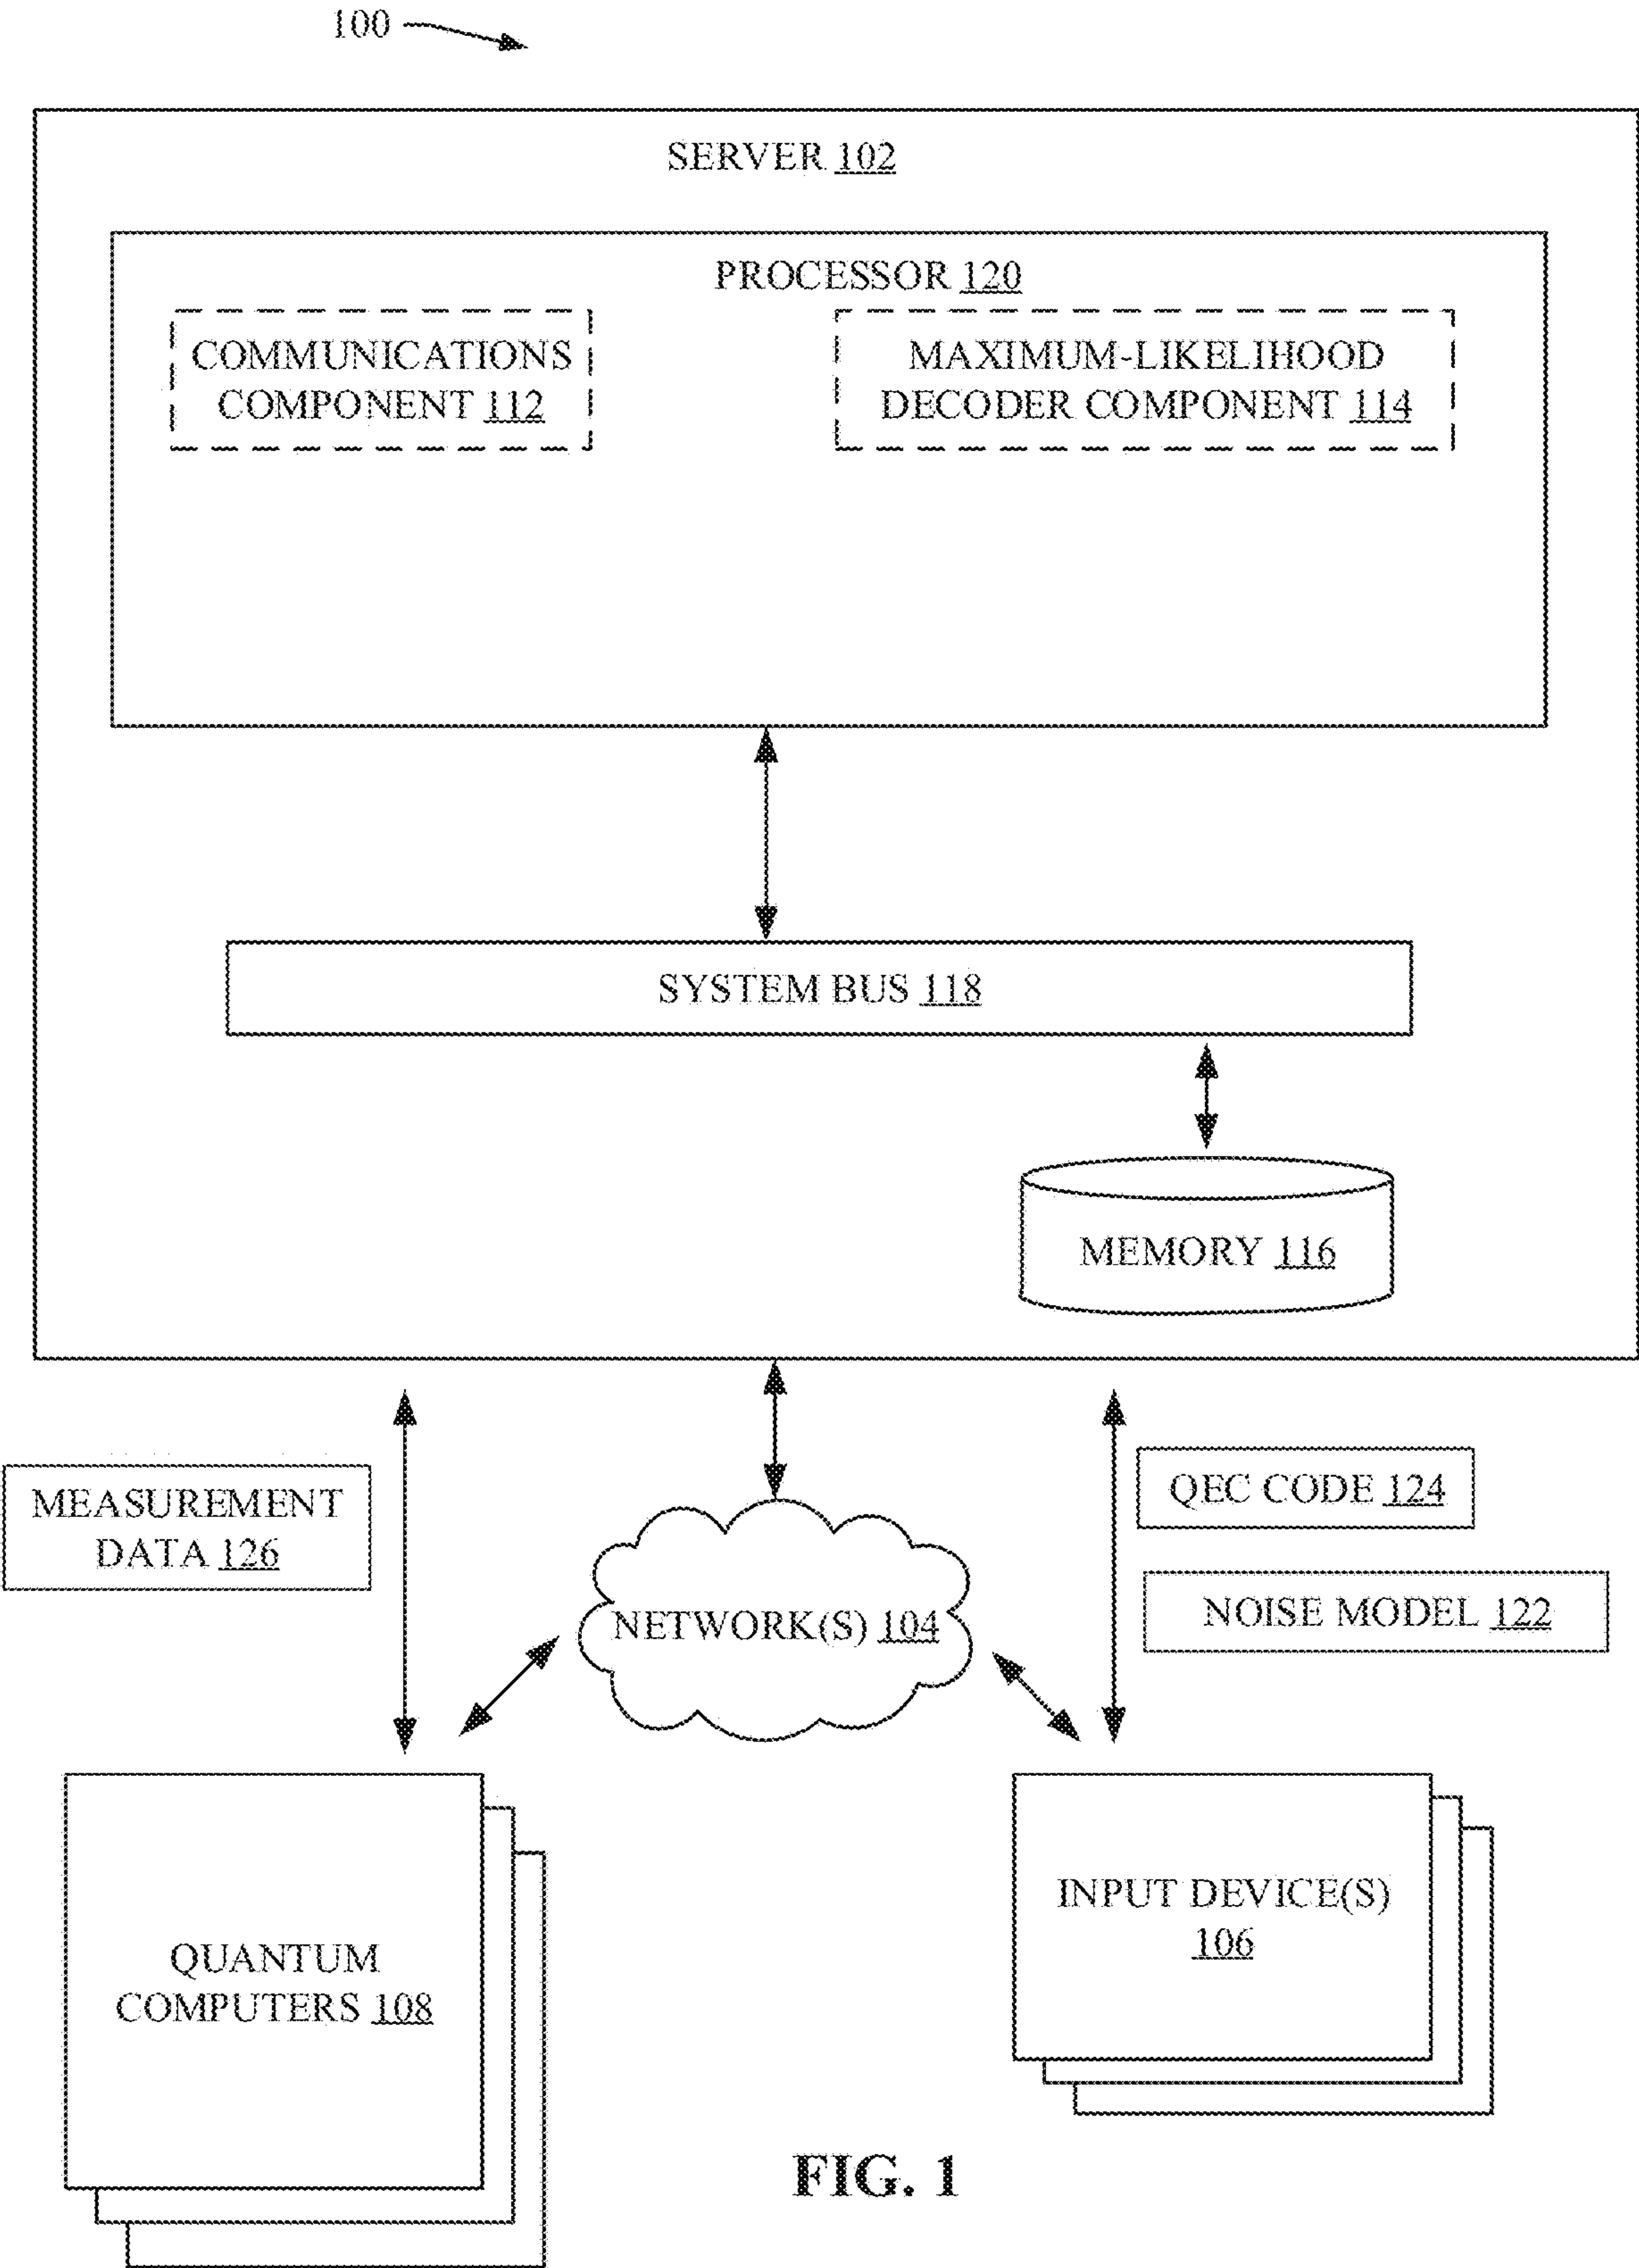 100
SERVER 102
PROCESSOR 120
COMMUNICATIONS
COMPONENT 112
MAXIMUM-LIKELIHOOD
DECODER COMPONENT 114
SYSTEM BUS 118
MEMORY 116
MEASUREMENT
DATA 126
QEC CODE 124
NOISE MODEL 122
NETWORK(S) 104
QUANTUM
COMPUTERS 108
INPUT DEVICE(S)
106
FIG. 1